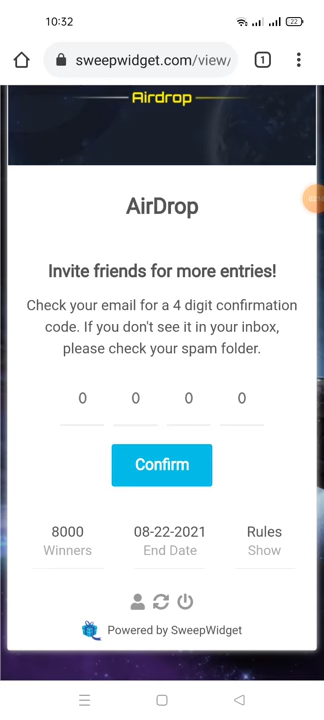 10:32
22
sweepwidget.com/view/
1
Airdrop
AirDrop
Invite friends for more entries!
Check your email for a 4 digit confirmation
code. If you don't see it in your inbox,
please check your spam folder.
0 0 0 0
Confirm
8000 08-22-2021 Rules
Winners End Date Show
Powered by SweepWidget